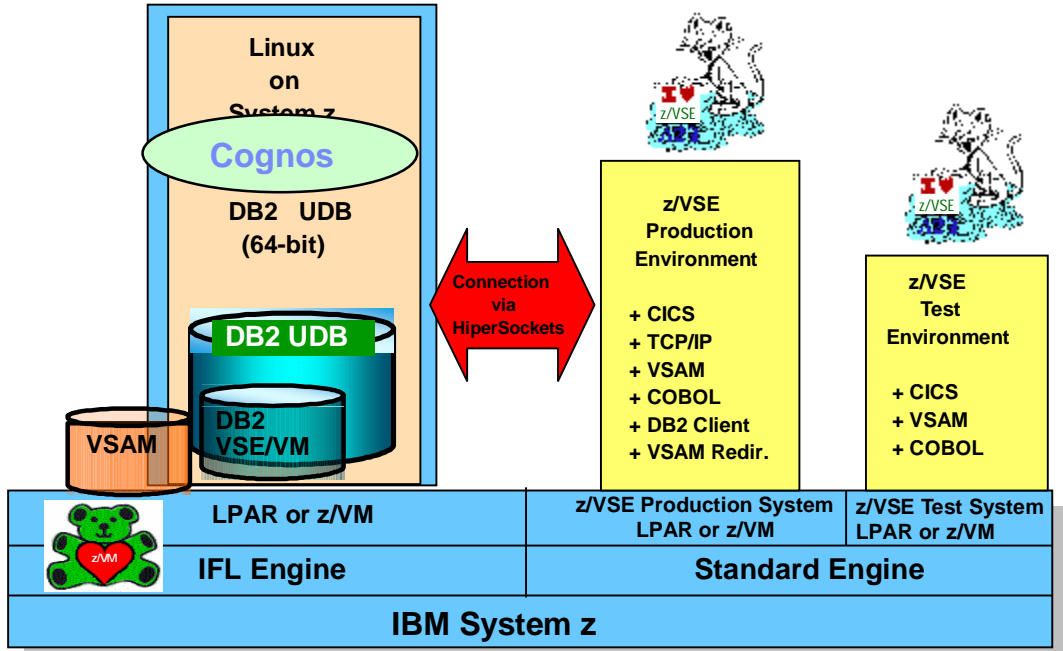 Linux
on
System z
Cognos
DB2 UDB
(64-bit)
DB2 UDB
DB2
VSE/VM
VSAM
Connection
via
HiperSockets
I ♥
z/VSE
z/VSE
Production
Environment
+ CICS
+ TCP/IP
+ VSAM
+ COBOL
+ DB2 Client
+ VSAM Redir.
I ♥
z/VSE
z/VSE
Test
Environment
+ CICS
+ VSAM
+ COBOL
LPAR or z/VM
z/VSE Production System
LPAR or z/VM
z/VSE Test System
LPAR or z/VM
z/VM
IFL Engine
Standard Engine
IBM System z